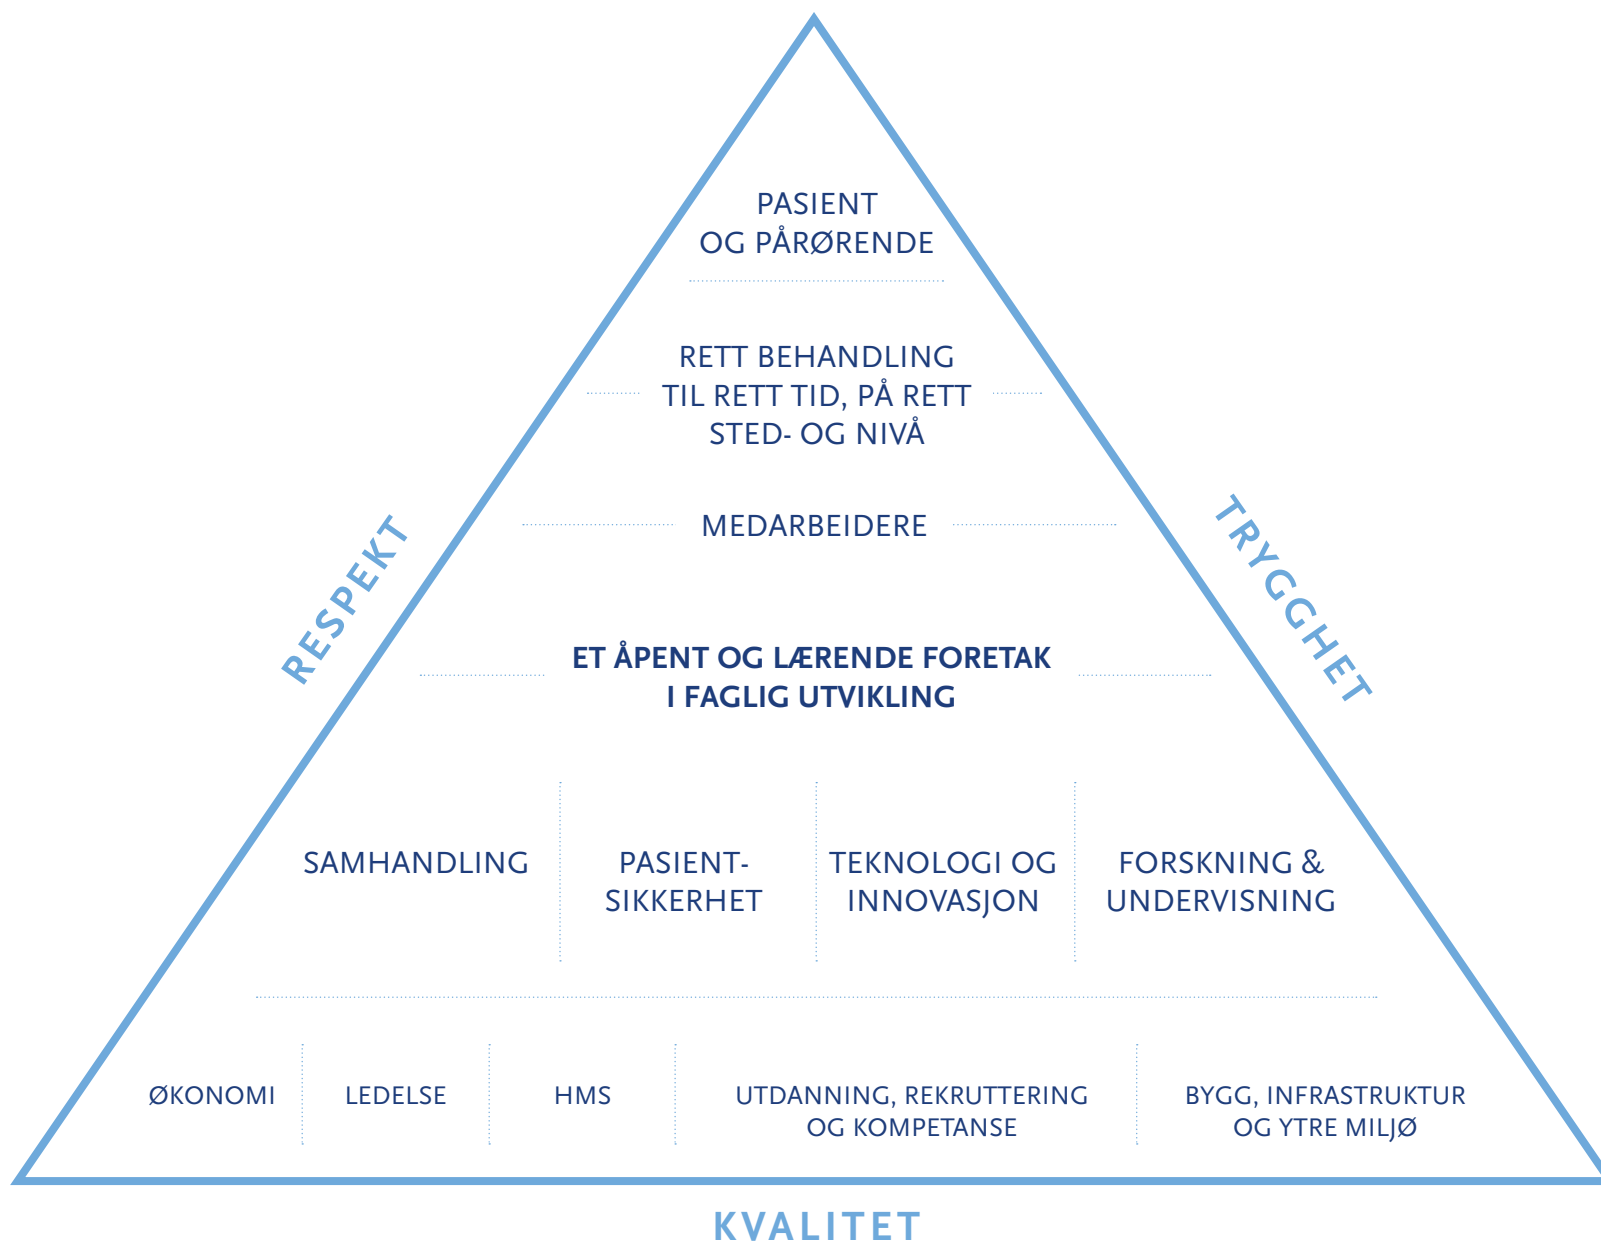 PASIENT
OG PÅRØRENDE
RETT BEHANDLING
TIL RETT TID, PÅ RETT
STED- OG NIVÅ
MEDARBEIDERE
RESPEKT
TRYGGHET
ET ÅPENT OG LÆRENDE FORETAK
I FAGLIG UTVIKLING
SAMHANDLING
PASIENT-
SIKKERHET
TEKNOLOGI OG
INNOVASJON
FORSKNING &
UNDERVISNING
ØKONOMI
LEDELSE
HMS
UTDANNING, REKRUTTERING
OG KOMPETANSE
BYGG, INFRASTRUKTUR
OG YTRE MILJØ
KVALITET